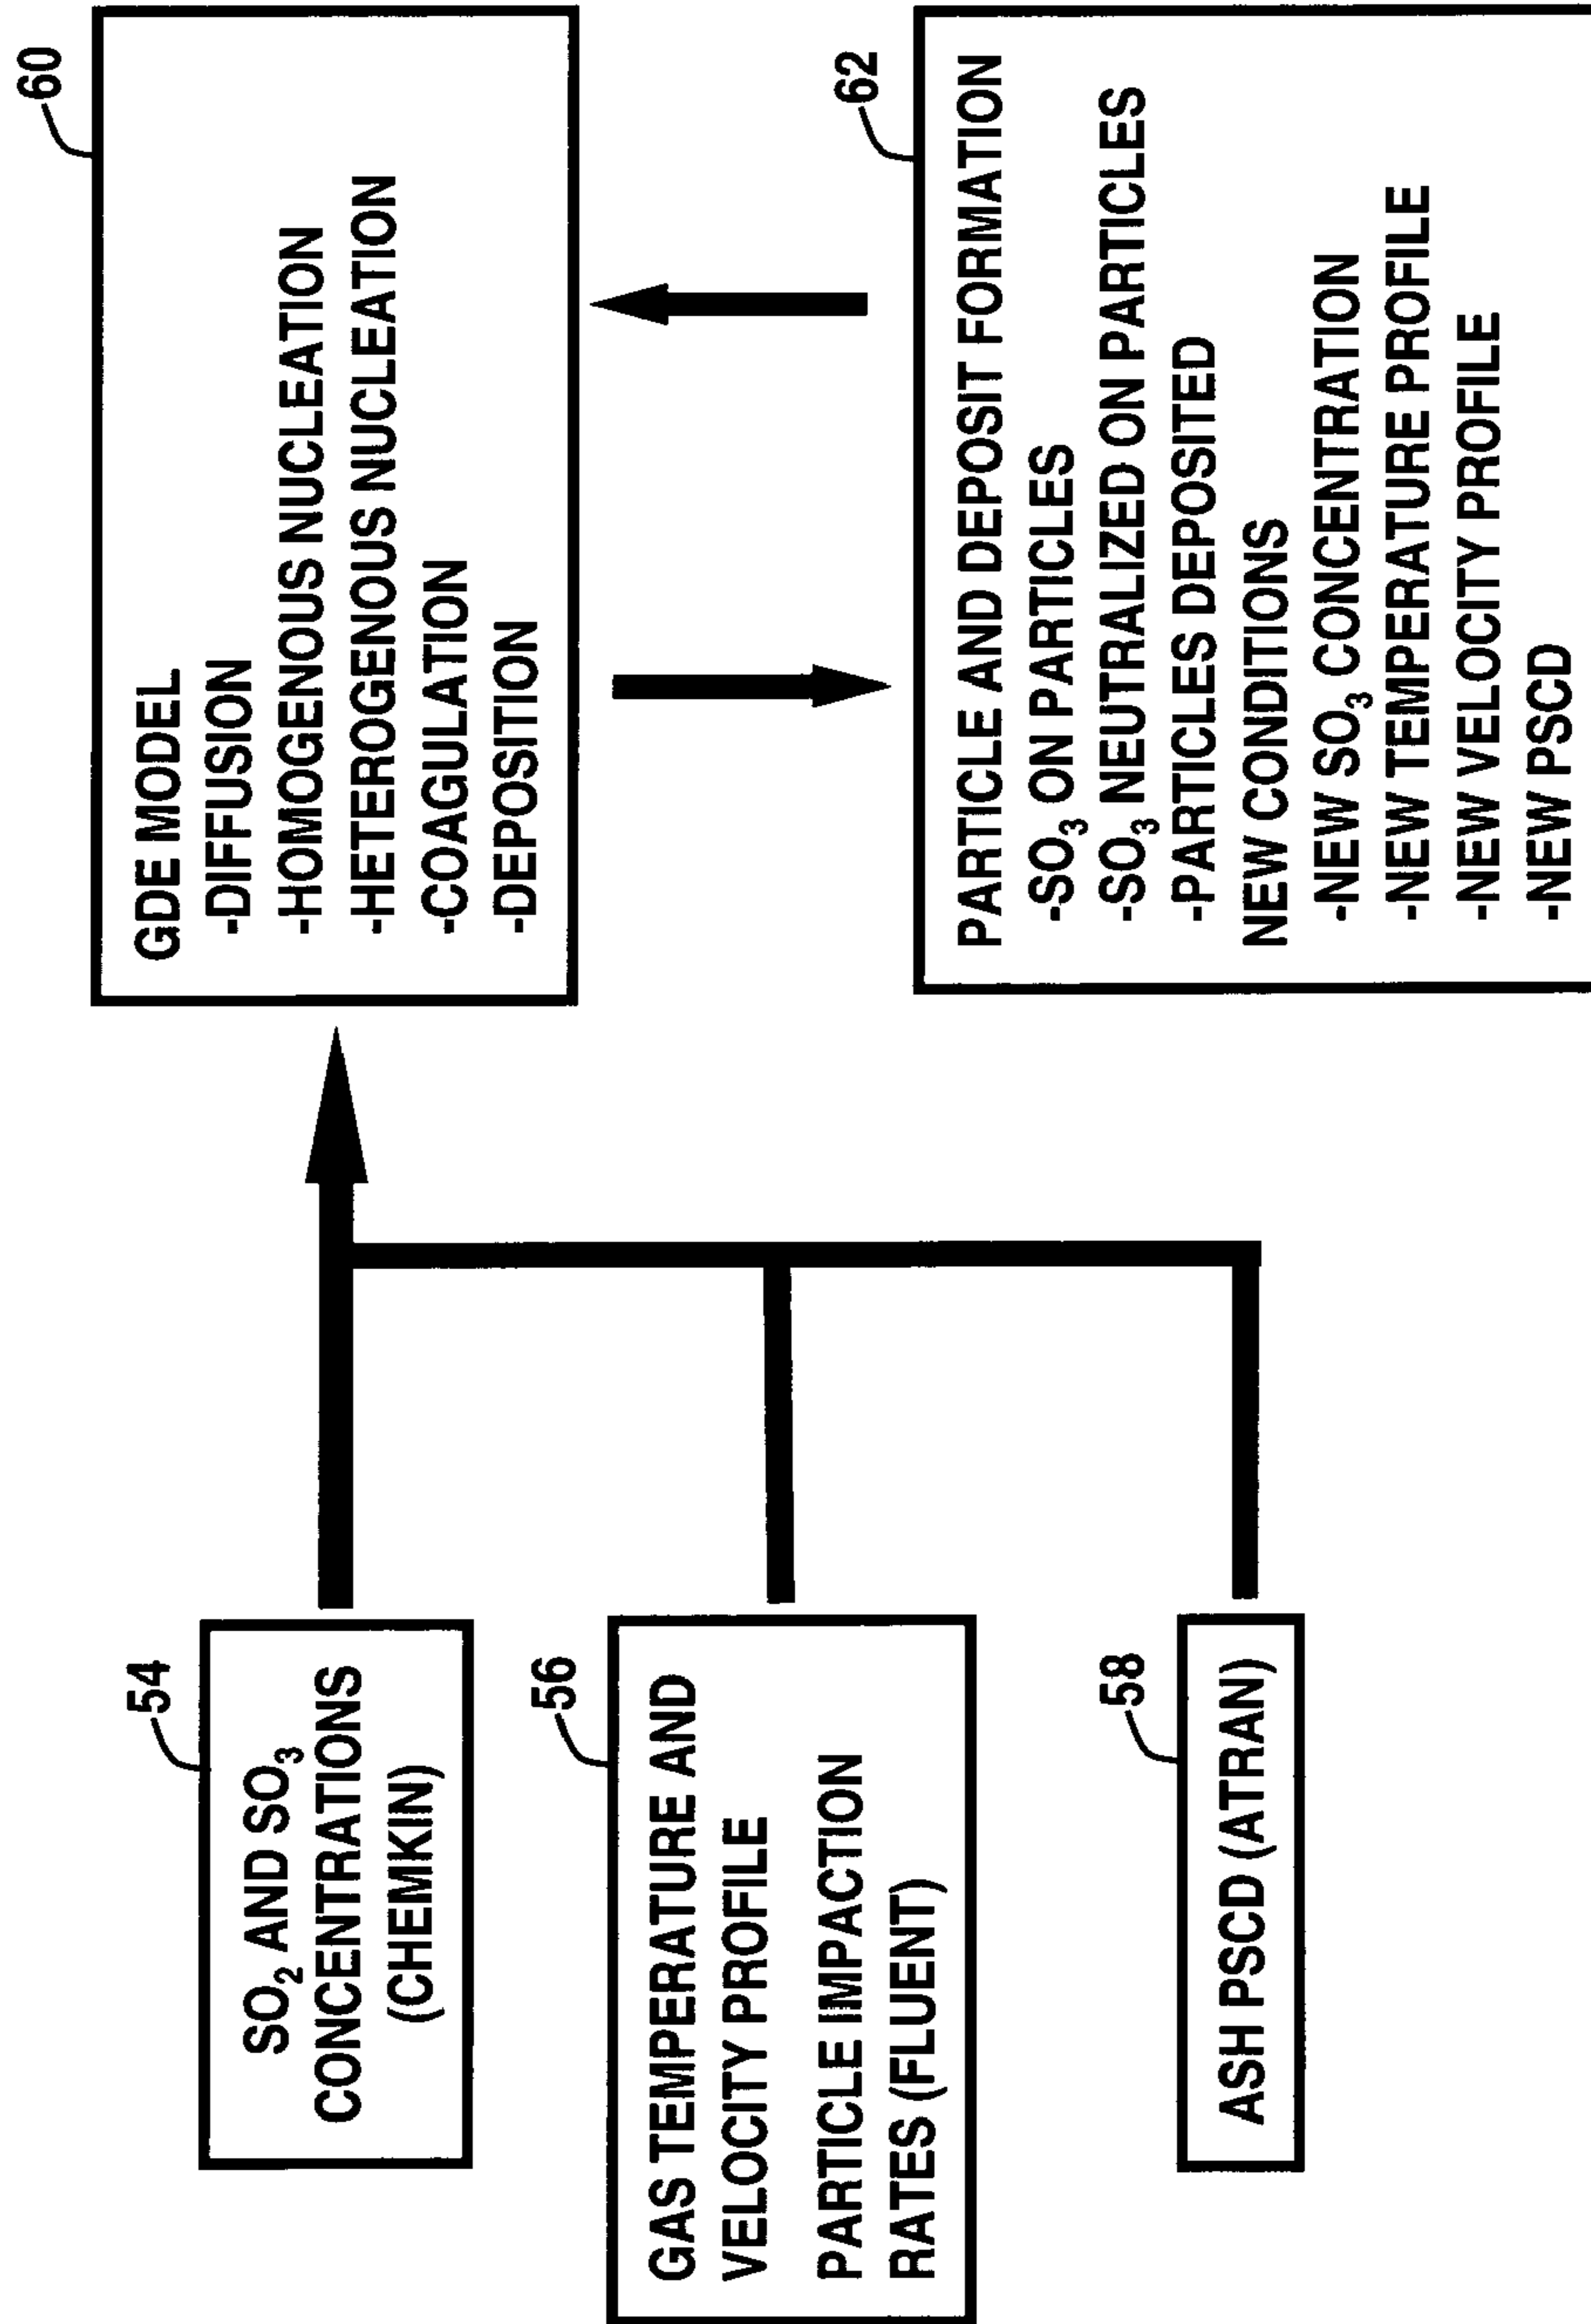 54
SO₂ AND SO₃
CONCENTRATIONS
(CHEMKIN)
56
GAS TEMPERATURE AND
VELOCITY PROFILE
PARTICLE IMPACTION
RATES (FLUENT)
58
ASH PSCD (ATRAN)
60
GDE MODEL
-DIFFUSION
-HOMOGENOUS NUCLEATION
-HETEROGENOUS NUCLEATION
-COAGULATION
-DEPOSITION
62
PARTICLE AND DEPOSIT FORMATION
-SO₃ ON PARTICLES
-SO₃ NEUTRALIZED ON PARTICLES
-PARTICLES DEPOSITED
NEW CONDITIONS
-NEW SO₃ CONCENTRATION
-NEW TEMPERATURE PROFILE
-NEW VELOCITY PROFILE
-NEW PSCD